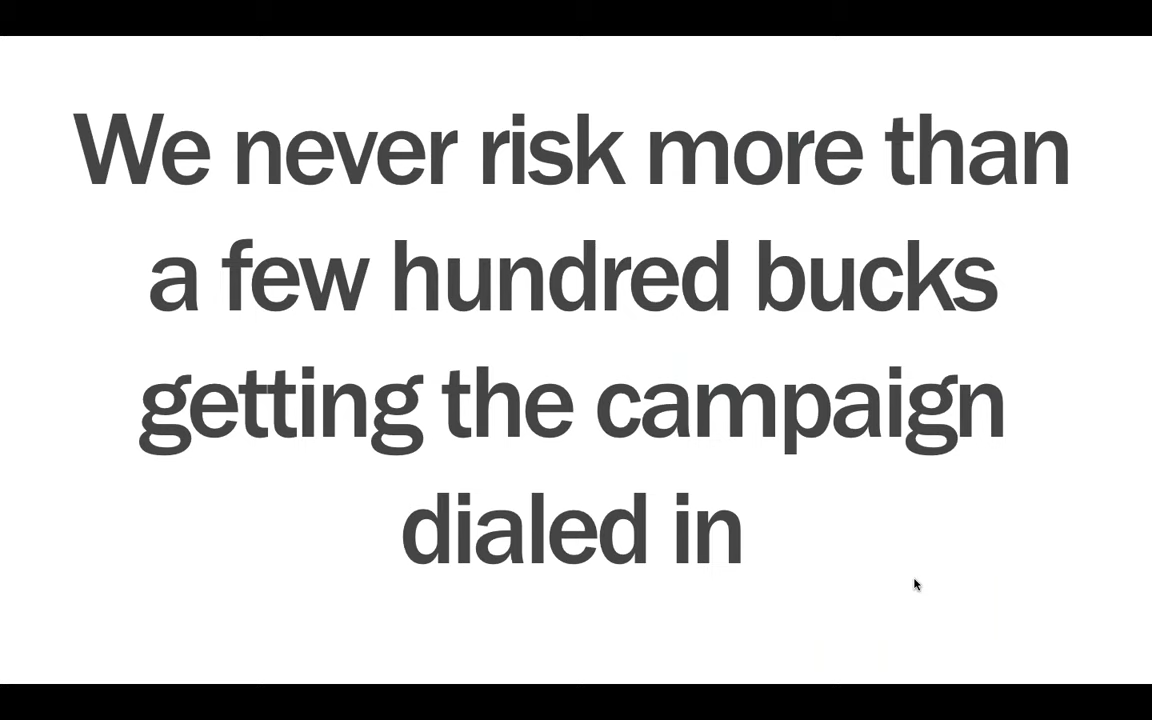 We never risk more than
a few hundred bucks
getting the campaign
dialed in